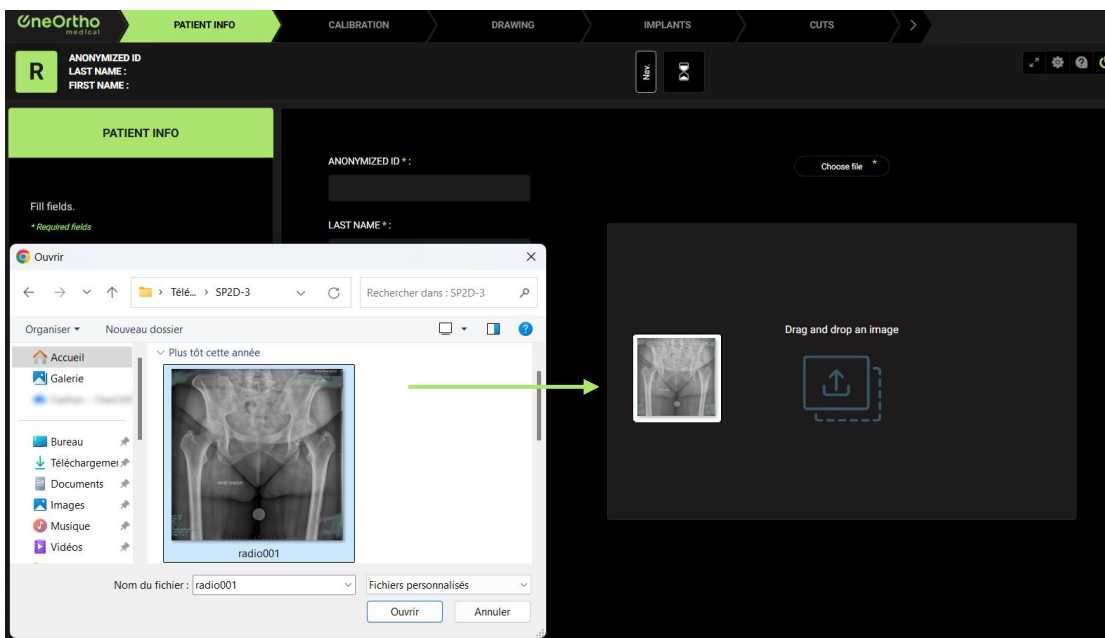 OneOrtho
medical
PATIENT INFO
CALIBRATION
DRAWING
IMPLANTS
CUTS
R
ANONYMIZED ID
LAST NAME :
FIRST NAME :
Nav.
PATIENT INFO
Fill fields.
* Required fields
ANONYMIZED ID * :
LAST NAME * :
Choose file *
Drag and drop an image
Ouvrir
Télé... > SP2D-3
Rechercher dans : SP2D-3
Organiser
Nouveau dossier
Accueil
Galerie
Bureau
Téléchargemer
Documents
Images
Musique
Vidéos
Plus tôt cette année
radio001
Nom du fichier : radio001
Fichiers personnalisés
Ouvrir
Annuler